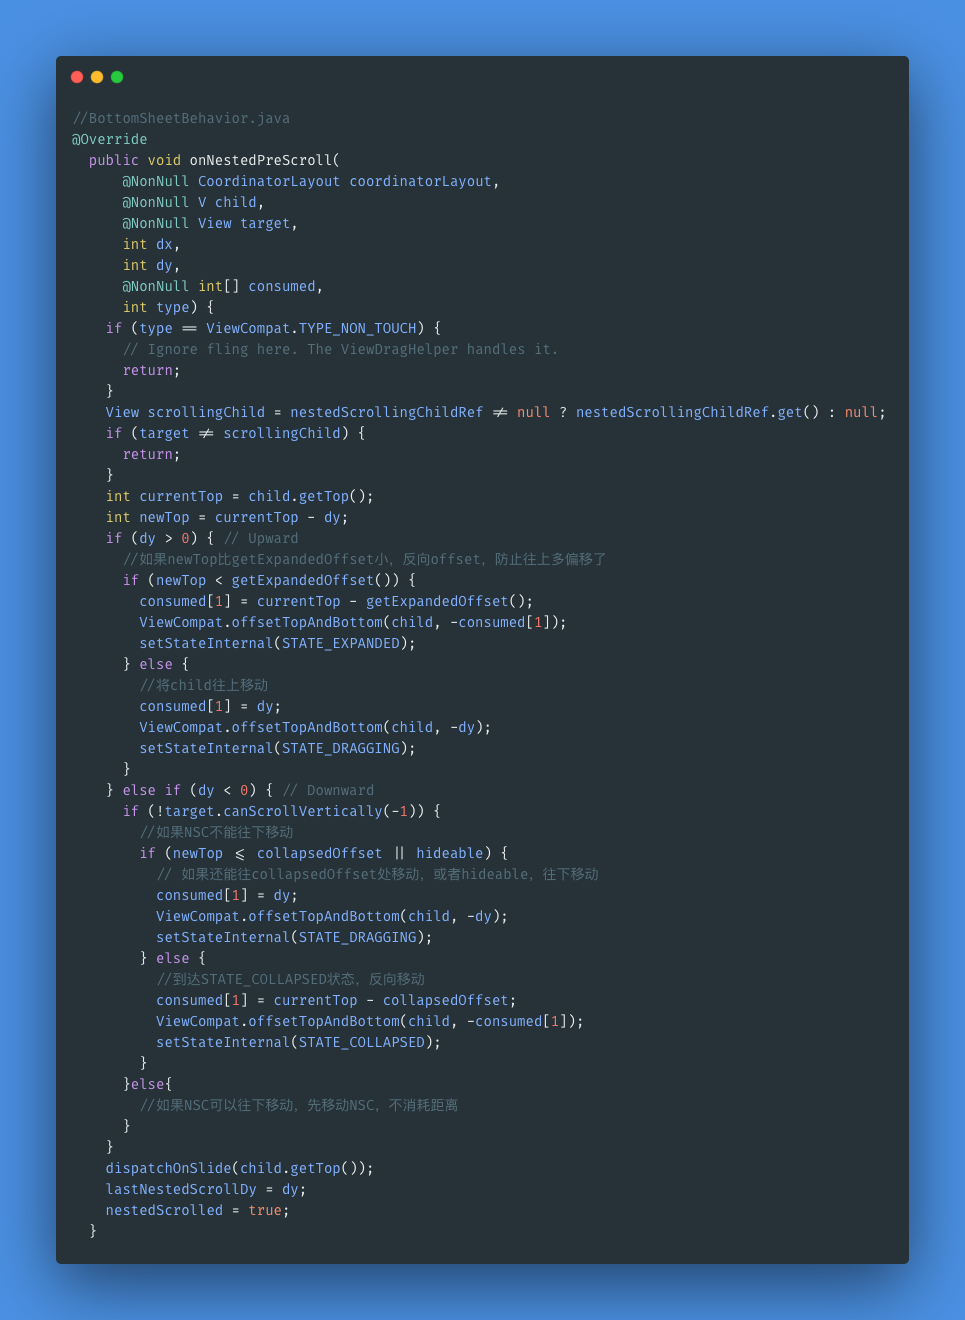 //BottomSheetBehavior.java
@Override
  public void onNestedPreScroll(
      @NonNull CoordinatorLayout coordinatorLayout,
      @NonNull V child,
      @NonNull View target,
      int dx,
      int dy,
      @NonNull int[] consumed,
      int type) {
    if (type == ViewCompat.TYPE_NON_TOUCH) {
      // Ignore fling here. The ViewDragHelper handles it.
      return;
    }
    View scrollingChild = nestedScrollingChildRef != null ? nestedScrollingChildRef.get() : null;
    if (target != scrollingChild) {
      return;
    }
    int currentTop = child.getTop();
    int newTop = currentTop - dy;
    if (dy > 0) { // Upward
      //如果newTop比getExpandedOffset小，反向offset，防止往上多偏移了
      if (newTop < getExpandedOffset()) {
        consumed[1] = currentTop - getExpandedOffset();
        ViewCompat.offsetTopAndBottom(child, -consumed[1]);
        setStateInternal(STATE_EXPANDED);
      } else {
        //将child往上移动
        consumed[1] = dy;
        ViewCompat.offsetTopAndBottom(child, -dy);
        setStateInternal(STATE_DRAGGING);
      }
    } else if (dy < 0) { // Downward
      if (!target.canScrollVertically(-1)) {
        //如果NSC不能往下移动
        if (newTop <= collapsedOffset || hideable) {
          // 如果还能往collapsedOffset处移动，或者hideable，往下移动
          consumed[1] = dy;
          ViewCompat.offsetTopAndBottom(child, -dy);
          setStateInternal(STATE_DRAGGING);
        } else {
          //到达STATE_COLLAPSED状态，反向移动
          consumed[1] = currentTop - collapsedOffset;
          ViewCompat.offsetTopAndBottom(child, -consumed[1]);
          setStateInternal(STATE_COLLAPSED);
        }
      }else{
        //如果NSC可以往下移动，先移动NSC，不消耗距离
      }
    }
    dispatchOnSlide(child.getTop());
    lastNestedScrollDy = dy;
    nestedScrolled = true;
  }